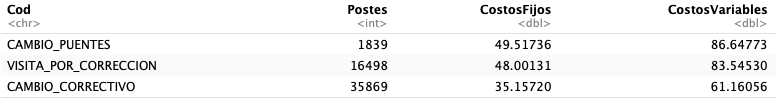 Cod Postes CostosFijos CostosVariables
<chr> <int> <dbl> <dbl>
CAMBIO_PUENTES 1839 49.51736 86.64773
VISITA_POR_CORRECCION 16498 48.00131 83.54530
CAMBIO_CORRECTIVO 35869 35.15720 61.16056